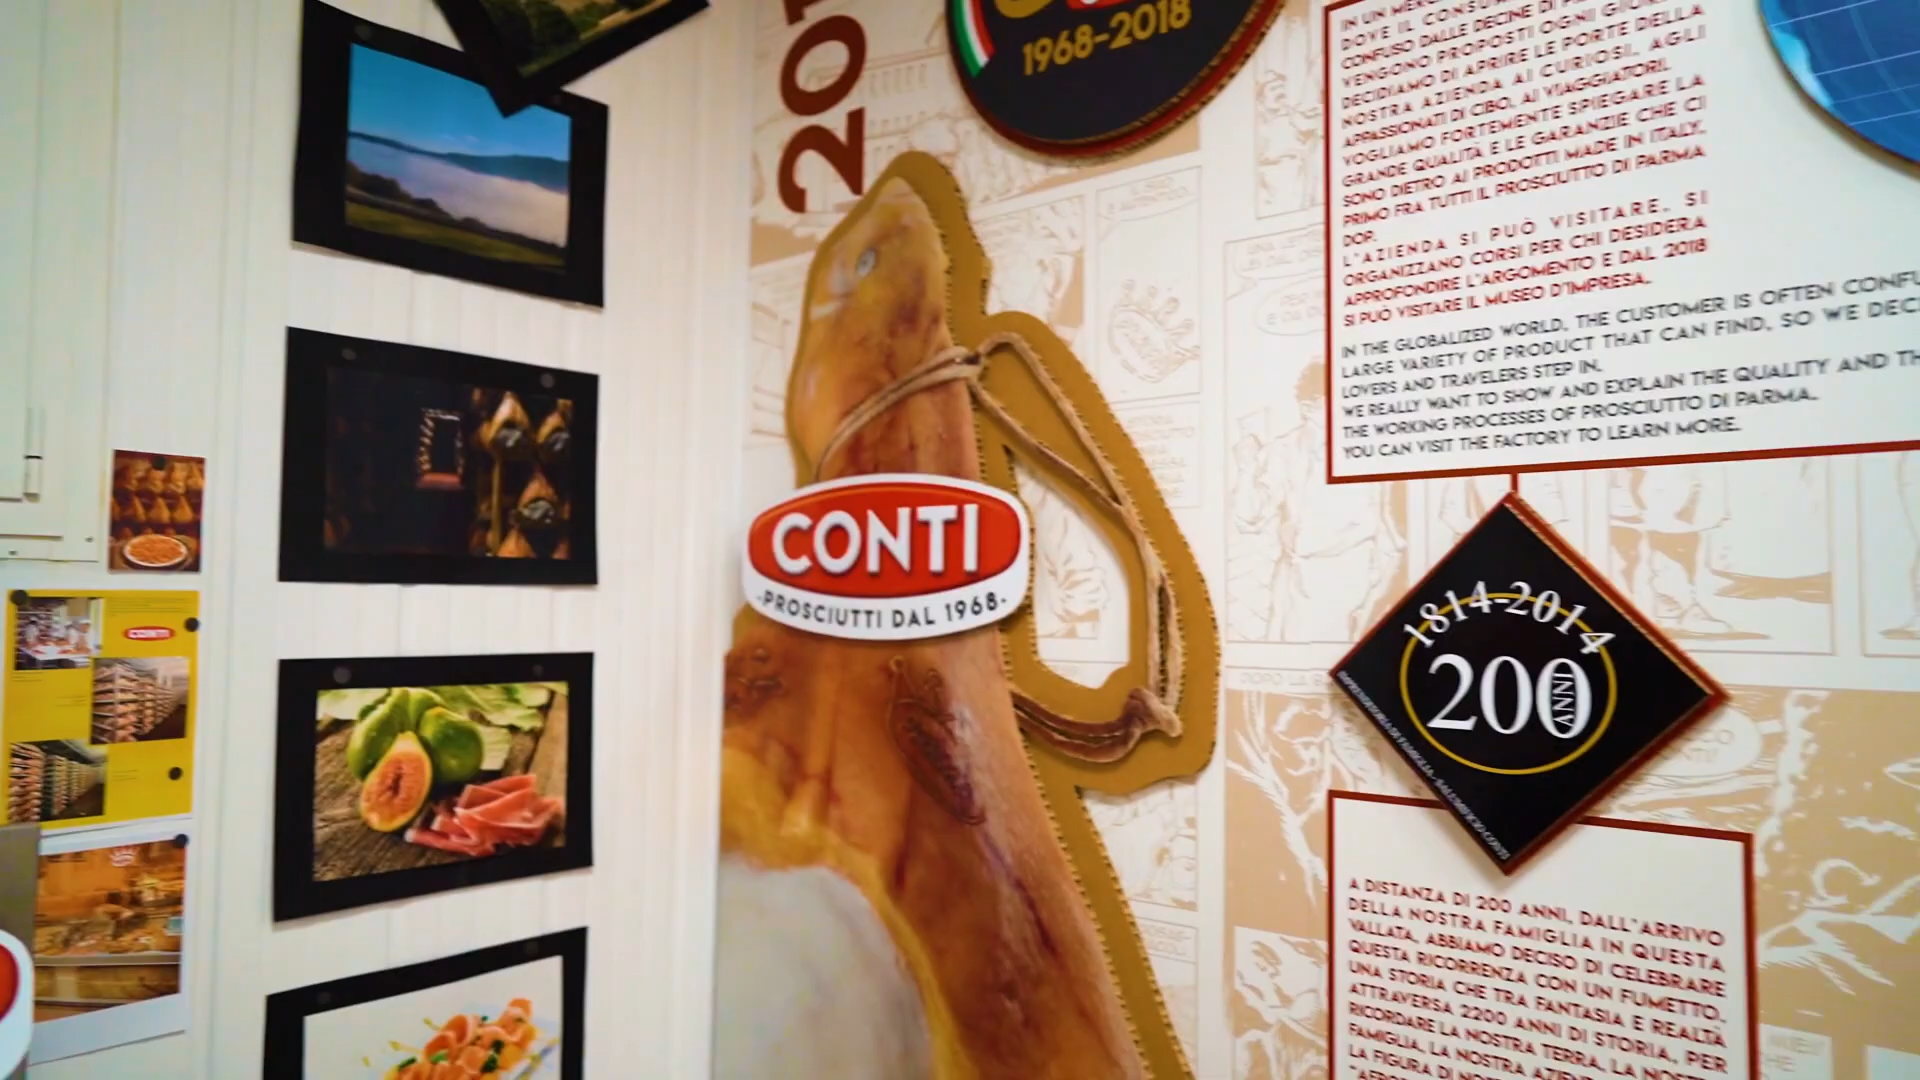 201
1968-2018
DOVE IL
CONFUSO DALLE DECINE DI
VENGONO PROPOSTI OGNI
DECIDIAMO DI APRIRE LE PORTE DELLA
NOSTRA AZIENDA AI CURIOSI, AGLI
APPASSIONATI DI CIBO, AI VIAGGIATORI.
VOGLIAMO FORTEMENTE SPIEGARE LA
GRANDE QUALITÀ E LE GARANZIE CHE CI
SONO DIETRO AI PRODOTTI MADE IN ITALY,
PRIMO FRA TUTTI IL PROSCIUTTO DI PARMA
DOP.
L'AZIENDA SI PUÒ VISITARE, SI
ORGANIZZANO CORSI PER CHI DESIDERA
APPROFONDIRE L'ARGOMENTO E DAL 2018
SI PUÒ VISITARE IL MUSEO D'IMPRESA.
IN THE GLOBALIZED WORLD, THE CUSTOMER IS OFTEN
LARGE VARIETY OF PRODUCT THAT CAN FIND, SO WE
LOVERS AND TRAVELERS STEP IN.
WE REALLY WANT TO SHOW AND EXPLAIN THE QUALITY AND
THE WORKING PROCESSES OF PROSCIUTTO DI PARMA.
YOU CAN VISIT THE FACTORY TO LEARN MORE.
CONTI
-PROSCIUTTI DAL 1968-
CONTI
1814-2014
200
ANNI
A DISTANZA DI 200 ANNI, DALL'ARRIVO
DELLA NOSTRA FAMIGLIA IN QUESTA
VALLATA, ABBIAMO DECISO DI CELEBRARE
QUESTA RICORRENZA CON UN FUMETTO.
UNA STORIA CHE TRA FANTASIA E REALTÀ
ATTRAVERSA 2200 ANNI DI STORIA, PER
RICORDARE LA NOSTRA TERRA, LA NOSTRA
FAMIGLIA, LA NOSTRA
LA FIGURA DI